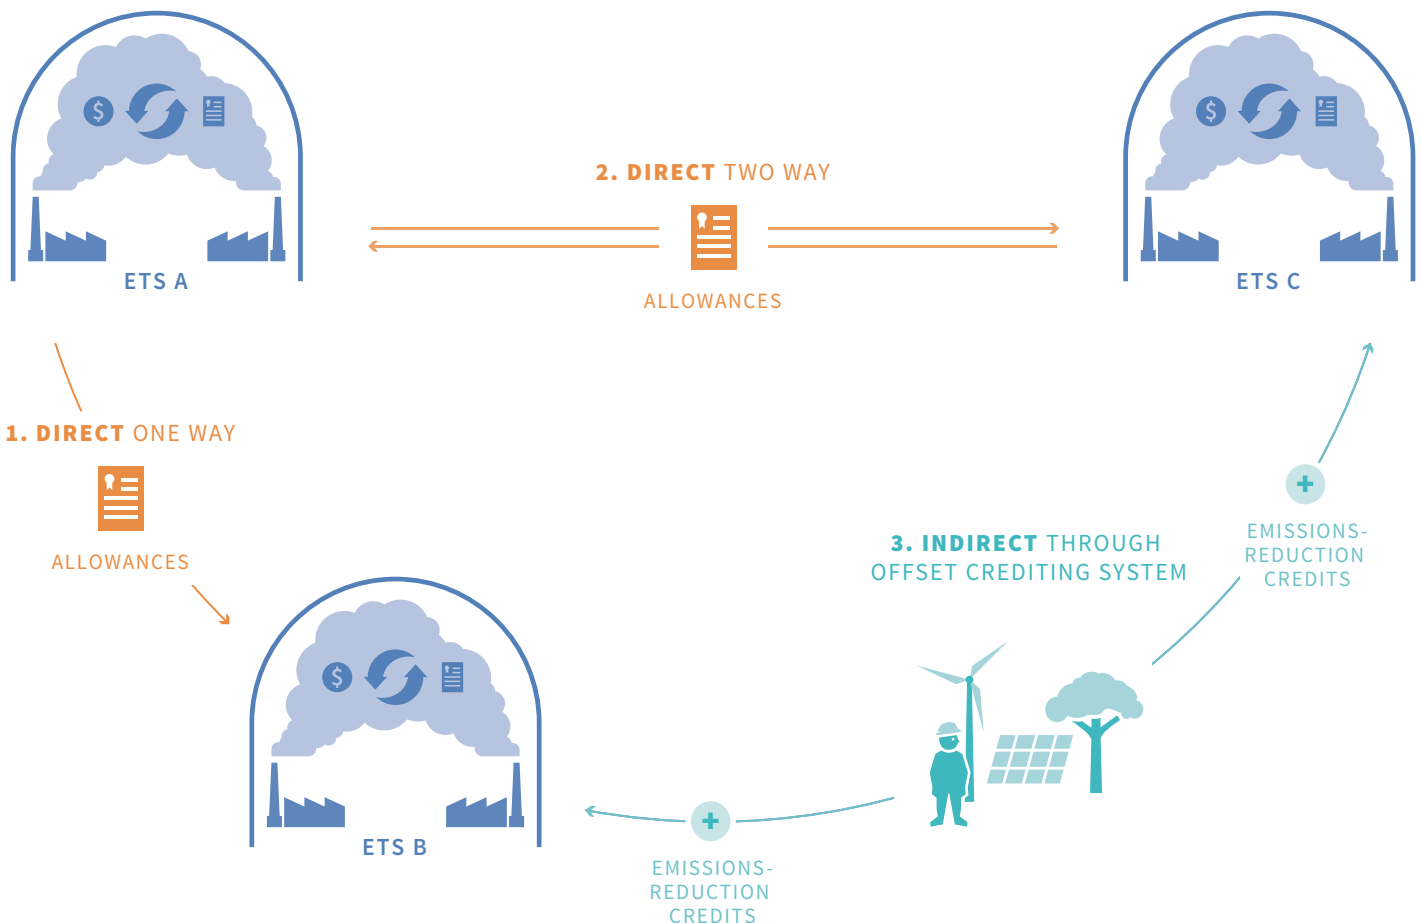 2. DIRECT TWO WAY
ALLOWANCES
ETS A
ETS C
1. DIRECT ONE WAY
ALLOWANCES
3. INDIRECT THROUGH
OFFSET CREDITING SYSTEM
EMISSIONS-
REDUCTION
CREDITS
ETS B
EMISSIONS-
REDUCTION
CREDITS